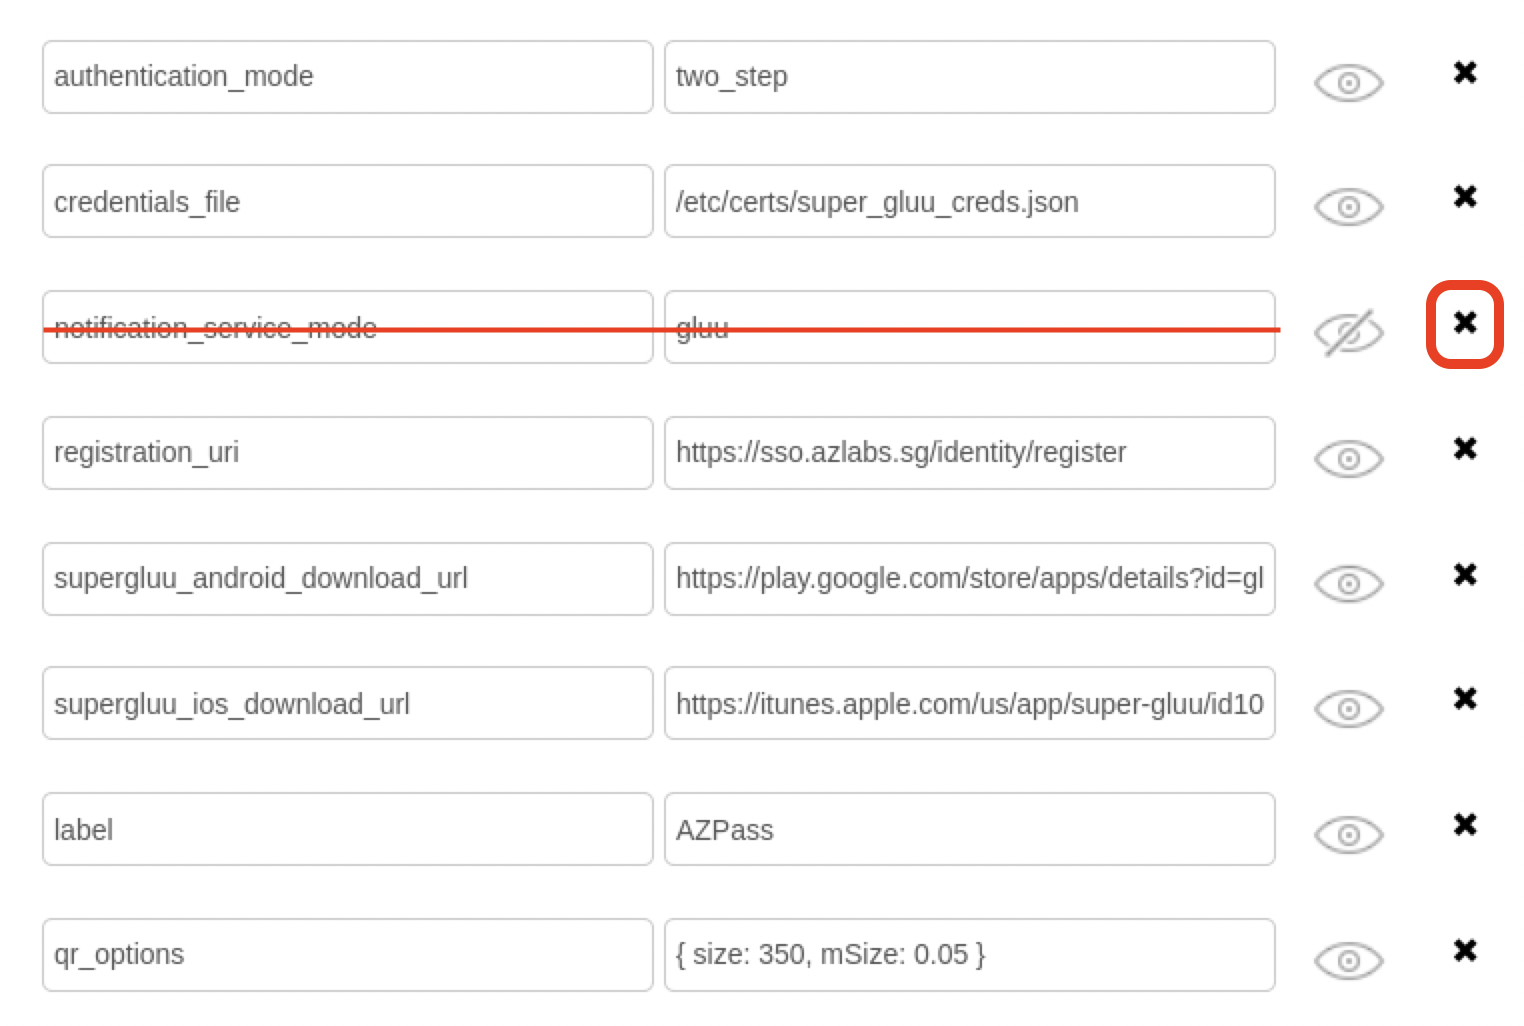 authentication_mode two_step
credentials_file /etc/certs/super_gluu_creds.json
notification_service_mode gluu
registration_uri https://sso.azlabs.sg/identity/register
supergluu_android_download_url https://play.google.com/store/apps/details?id=gl
supergluu_ios_download_url https://itunes.apple.com/us/app/super-gluu/id10
label AZPass
qr_options { size: 350, mSize: 0.05 }